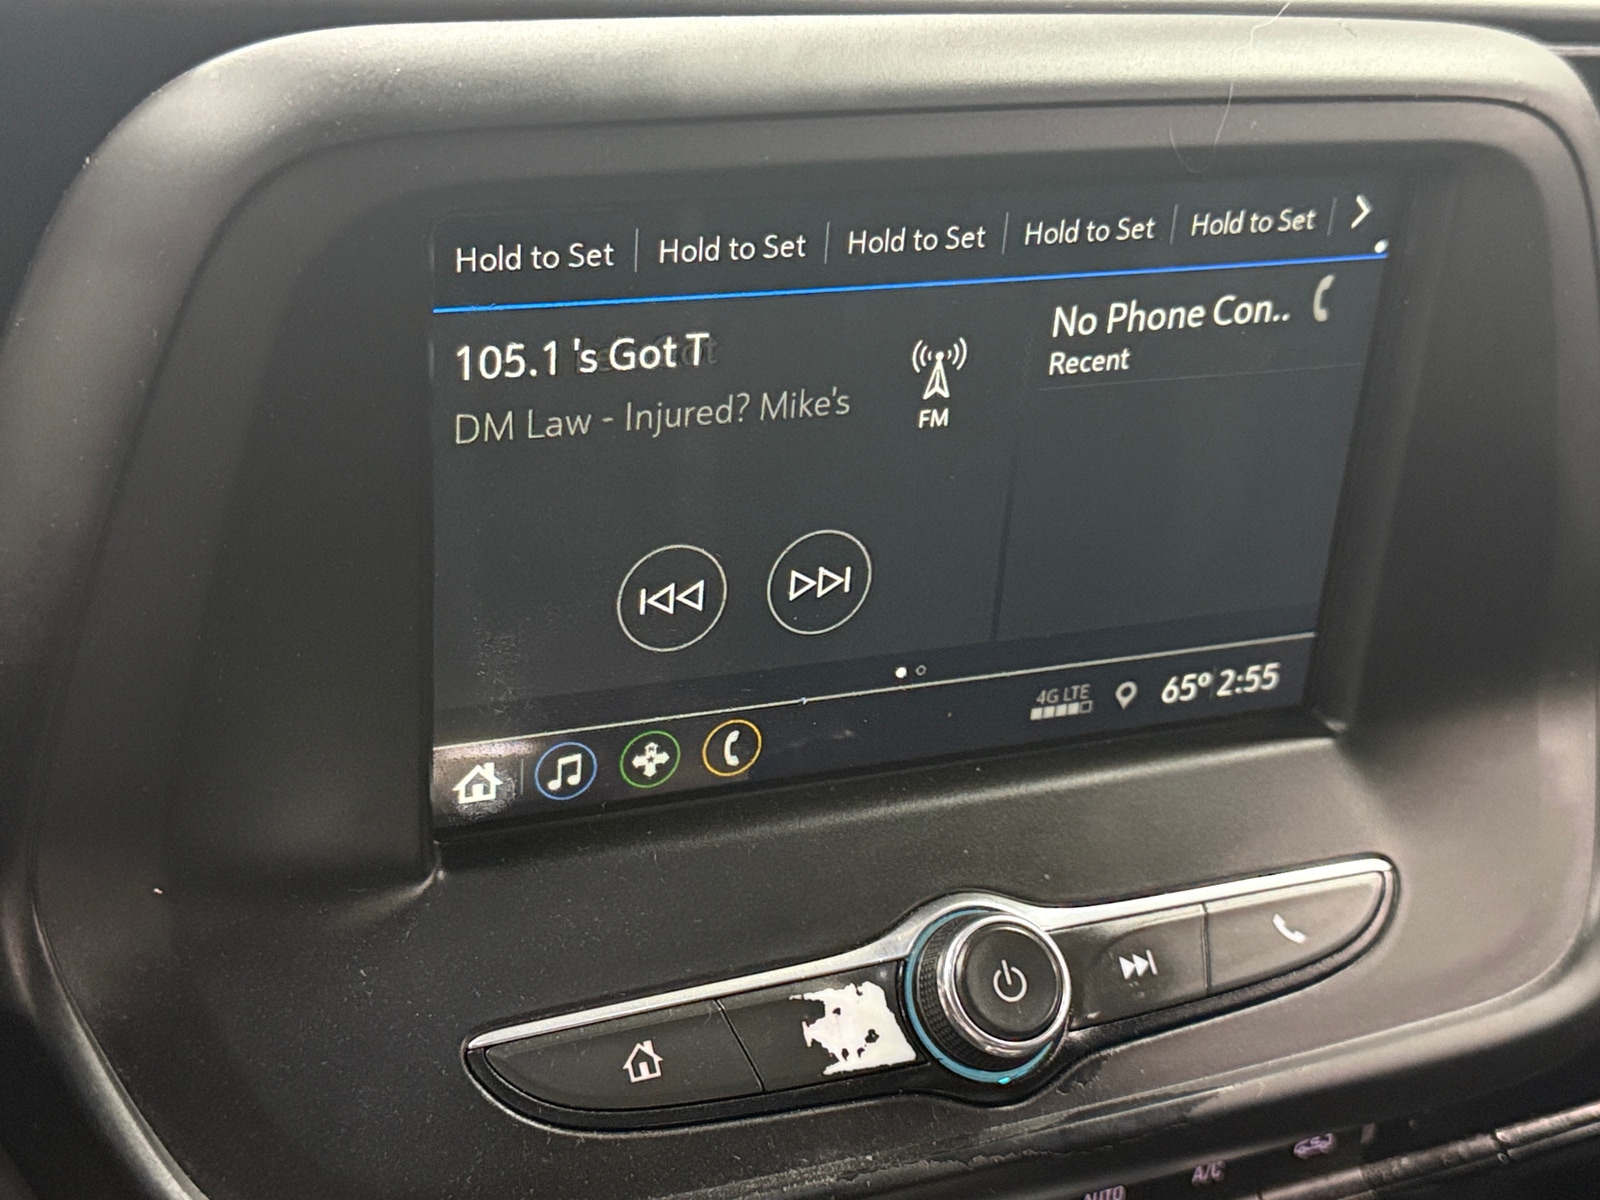 Hold to Set Hold to Set Hold to Set Hold to Set Hold to Set
105.1 's Got T
DM Law - Injured? Mike's
FM
No Phone Con..
Recent
4G LTE
65° 2:55
AUTO
A/C